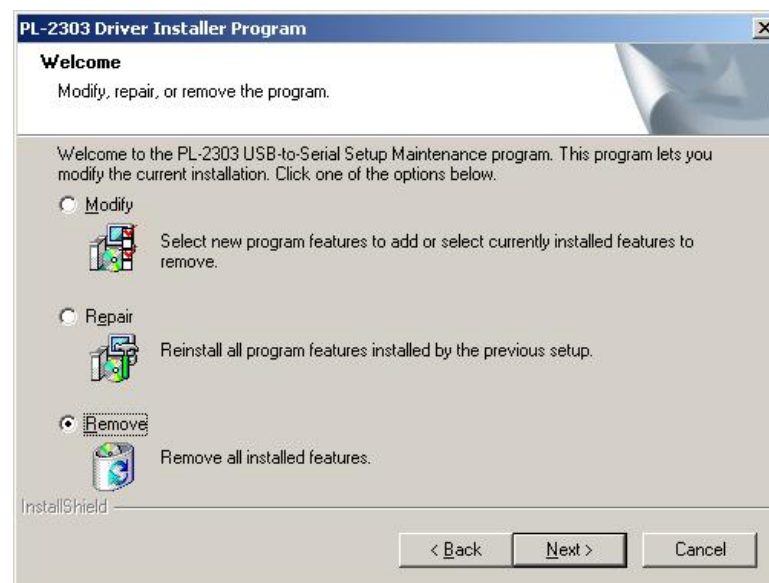 PL-2303 Driver Installer Program
Welcome
Modify, repair, or remove the program.
Welcome to the PL-2303 USB-to-Serial Setup Maintenance program. This program lets you
modify the current installation. Click one of the options below.
Modify
Select new program features to add or select currently installed features to
remove.
Repair
Reinstall all program features installed by the previous setup.
Remove
Remove all installed features.
InstallShield
< Back
Next >
Cancel